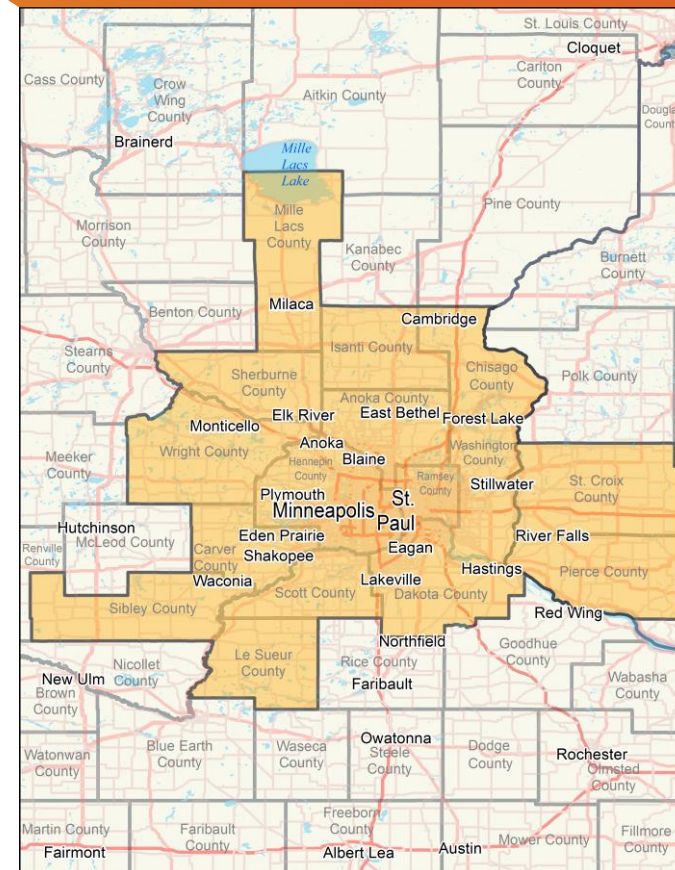 St. Louis County
Cloquet
Cass County
Crow
Wing
County
Aitkin County
Carlton
County
Brainerd
Mille
Lacs
Lake
Pine County
Mille
Lacs
County
Morrison
County
Kanabec
County
Burnett
County
Benton County
Milaca
Cambridge
Stearns
County
Isanti County
Sherburne
County
Chisago
County
Polk County
Anoka County
Elk River
East Bethel
Forest Lake
Monticello
Meeker
County
Wright County
Anoka
Washington
County
Hennepin
County
Blaine
Ramsey
County
Stillwater
St. Croix
County
Plymouth
St.
Paul
Minneapolis
Hutchinson
McLeod County
Renville
County
Carver
County
Eden Prairie
River Falls
Shakopee
Eagan
Waconia
Hastings
Pierce County
Lakeville
Scott County
Dakota County
Sibley County
Red Wing
Northfield
Goodhue
County
Le Sueur
County
Rice County
Nicollet
County
New Ulm
Brown
County
Faribault
Wabasha
County
Owatonna
Blue Earth
County
Waseca
County
Steele
County
Dodge
County
Rochester
Olmsted
County
Watonwan
County
Freeborn
County
Martin County
Faribault
County
Mower County
Fillmore
County
Fairmont
Albert Lea
Austin